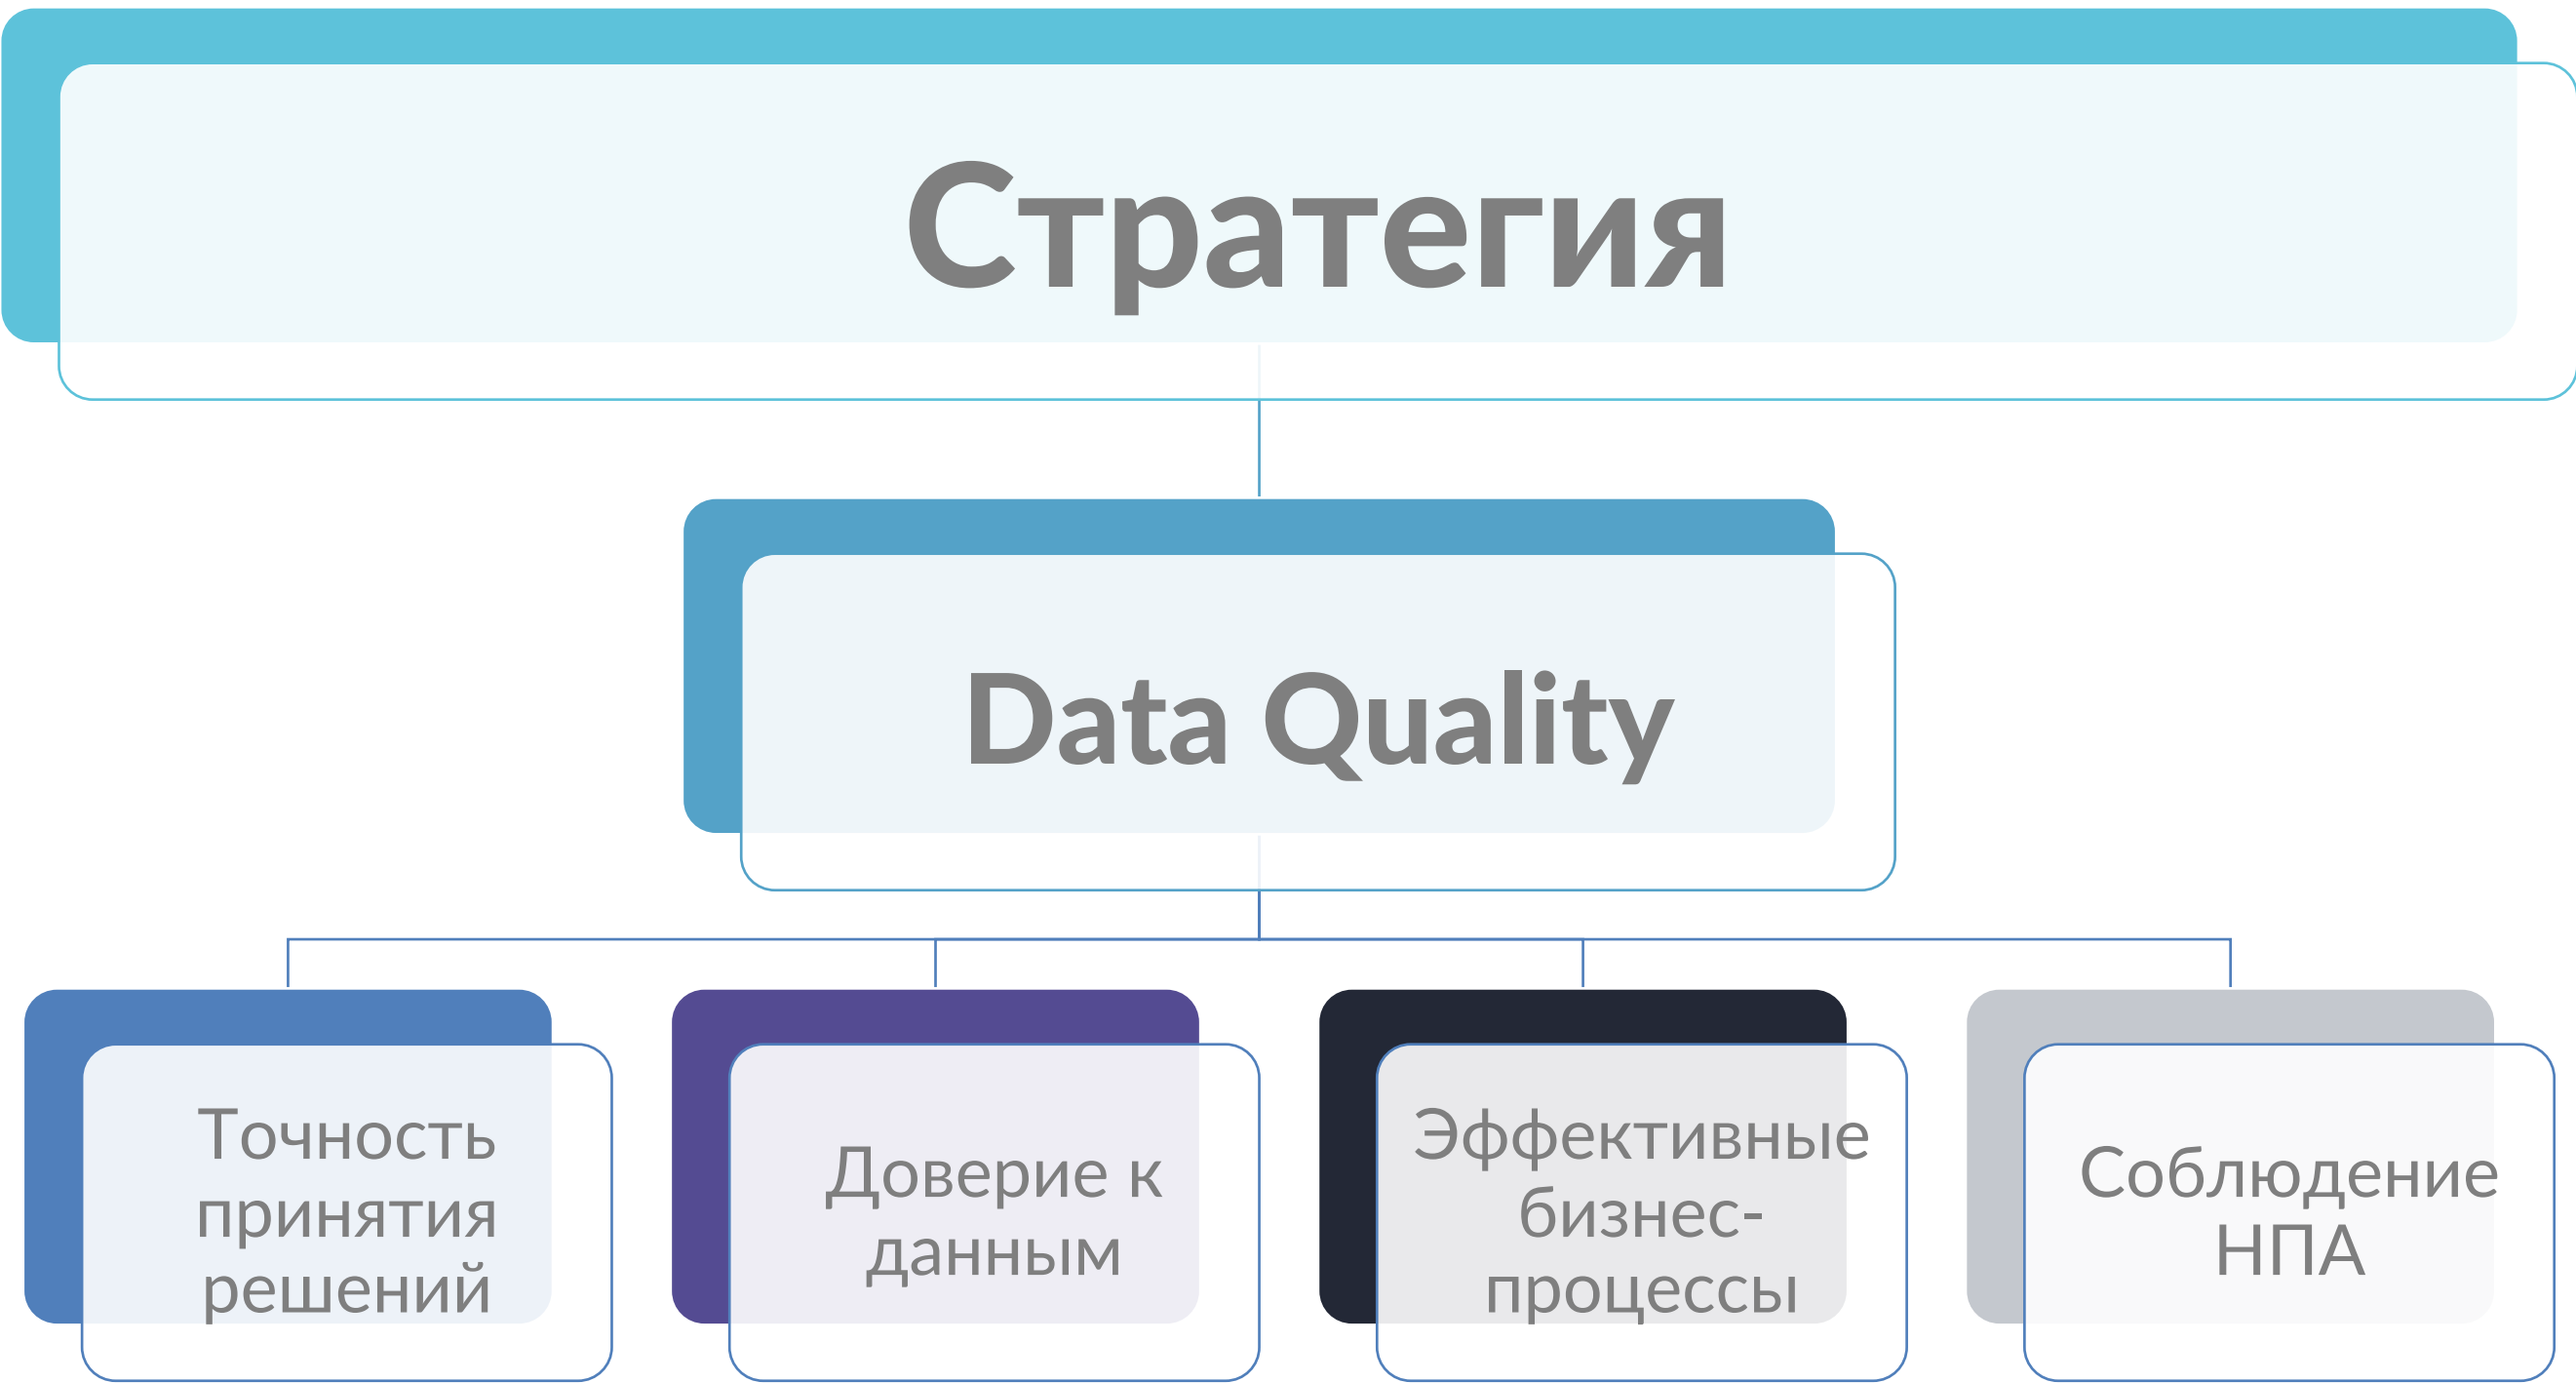 Стратегия
Data Quality
Точность
принятия
решений
Доверие к
данным
Эффективные
бизнес-
процессы
Соблюдение
НПА